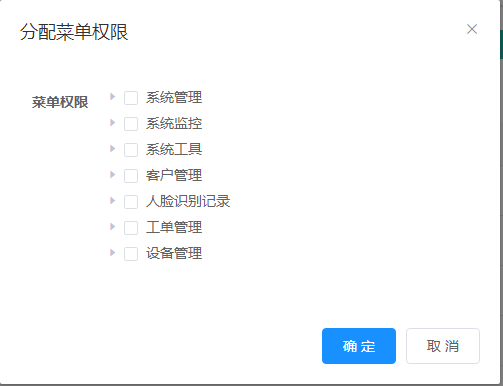 分配菜单权限
菜单权限
系统管理
系统监控
系统工具
客户管理
人脸识别记录
工单管理
设备管理
确 定 取 消